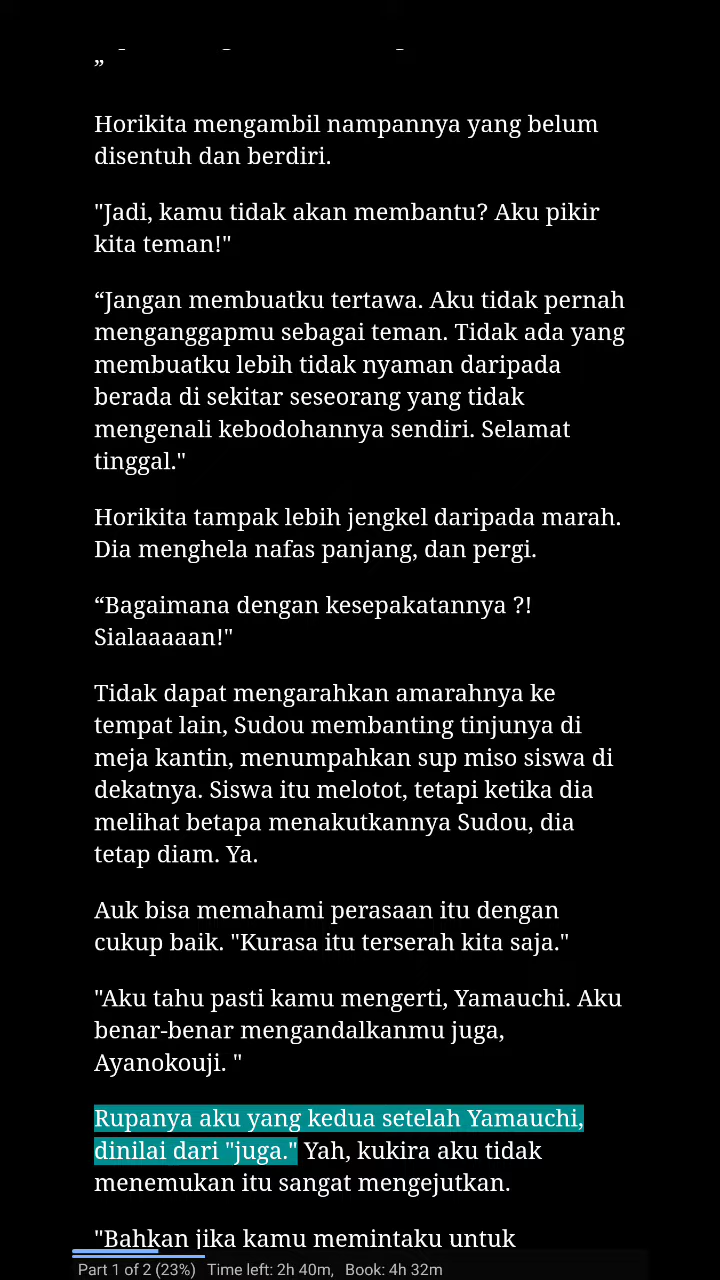 ”
Horikita mengambil nampannya yang belum
disentuh dan berdiri.
"Jadi, kamu tidak akan membantu? Aku pikir
kita teman!"
“Jangan membuatku tertawa. Aku tidak pernah
menganggapmu sebagai teman. Tidak ada yang
membuatku lebih tidak nyaman daripada
berada di sekitar seseorang yang tidak
mengenali kebodohannya sendiri. Selamat
tinggal."
Horikita tampak lebih jengkel daripada marah.
Dia menghela nafas panjang, dan pergi.
“Bagaimana dengan kesepakatannya ?!
Sialaaaaan!"
Tidak dapat mengarahkan amarahnya ke
tempat lain, Sudou membanting tinjunya di
meja kantin, menumpahkan sup miso siswa di
dekatnya. Siswa itu melotot, tetapi ketika dia
melihat betapa menakutkannya Sudou, dia
tetap diam. Ya.
Auk bisa memahami perasaan itu dengan
cukup baik. "Kurasa itu terserah kita saja."
"Aku tahu pasti kamu mengerti, Yamauchi. Aku
benar-benar mengandalkanmu juga,
Ayanokouji. "
Rupanya aku yang kedua setelah Yamauchi,
dinilai dari "juga." Yah, kukira aku tidak
menemukan itu sangat mengejutkan.
"Bahkan jika kamu memintaku untuk
Part 1 of 2 (23%) Time left: 2h 40m, Book: 4h 32m